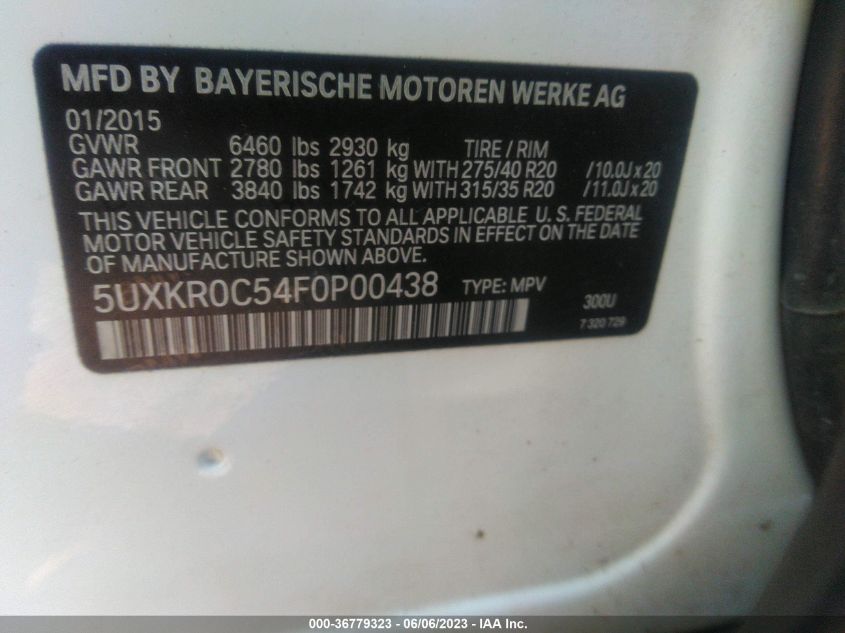 MFD BY BAYERISCHE MOTOREN WERKE AG
01/2015
GVWR 6460 lbs 2930 kg TIRE / RIM
GAWR FRONT 2780 lbs 1261 kg WITH 275/40 R20 /10.0J x 20
GAWR REAR 3840 lbs 1742 kg WITH 315/35 R20 /11.0J x 20
THIS VEHICLE CONFORMS TO ALL APPLICABLE U. S. FEDERAL
MOTOR VEHICLE SAFETY STANDARDS IN EFFECT ON THE DATE
OF MANUFACTURE SHOWN ABOVE.
5UXKR0C54F0P00438 TYPE: MPV 300U
7 320 729
000-36779323 - 06/06/2023 - IAA Inc.